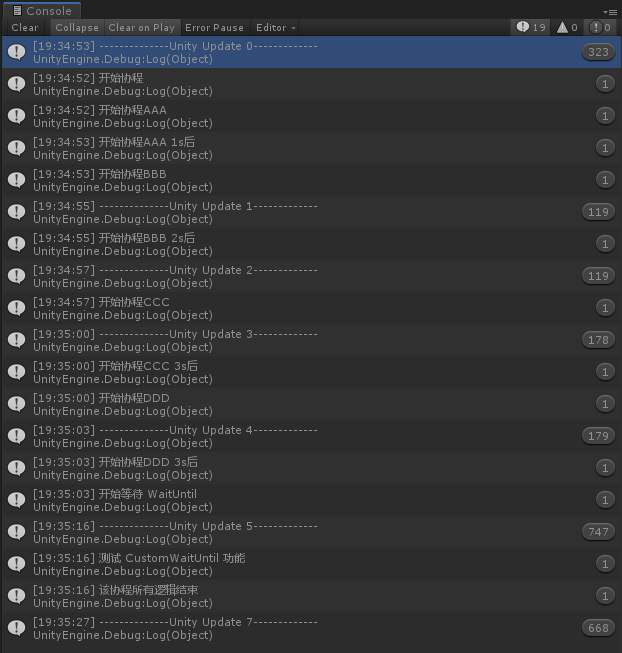 Console
Clear Collapse Clear on Play Error Pause Editor 19 0 0
[19:34:53] --------------Unity Update 0-------------
UnityEngine.Debug:Log(Object)
323
[19:34:52] 开始协程
UnityEngine.Debug:Log(Object)
1
[19:34:52] 开始协程AAA
UnityEngine.Debug:Log(Object)
1
[19:34:53] 开始协程AAA 1s后
UnityEngine.Debug:Log(Object)
1
[19:34:53] 开始协程BBB
UnityEngine.Debug:Log(Object)
1
[19:34:55] --------------Unity Update 1-------------
UnityEngine.Debug:Log(Object)
119
[19:34:55] 开始协程BBB 2s后
UnityEngine.Debug:Log(Object)
1
[19:34:57] --------------Unity Update 2-------------
UnityEngine.Debug:Log(Object)
119
[19:34:57] 开始协程CCC
UnityEngine.Debug:Log(Object)
1
[19:35:00] --------------Unity Update 3-------------
UnityEngine.Debug:Log(Object)
178
[19:35:00] 开始协程CCC 3s后
UnityEngine.Debug:Log(Object)
1
[19:35:00] 开始协程DDD
UnityEngine.Debug:Log(Object)
1
[19:35:03] --------------Unity Update 4-------------
UnityEngine.Debug:Log(Object)
179
[19:35:03] 开始协程DDD 3s后
UnityEngine.Debug:Log(Object)
1
[19:35:03] 开始等待 WaitUntil
UnityEngine.Debug:Log(Object)
1
[19:35:16] --------------Unity Update 5-------------
UnityEngine.Debug:Log(Object)
747
[19:35:16] 测试 CustomWaitUntil 功能
UnityEngine.Debug:Log(Object)
1
[19:35:16] 该协程所有逻辑结束
UnityEngine.Debug:Log(Object)
1
[19:35:27] --------------Unity Update 7-------------
UnityEngine.Debug:Log(Object)
668